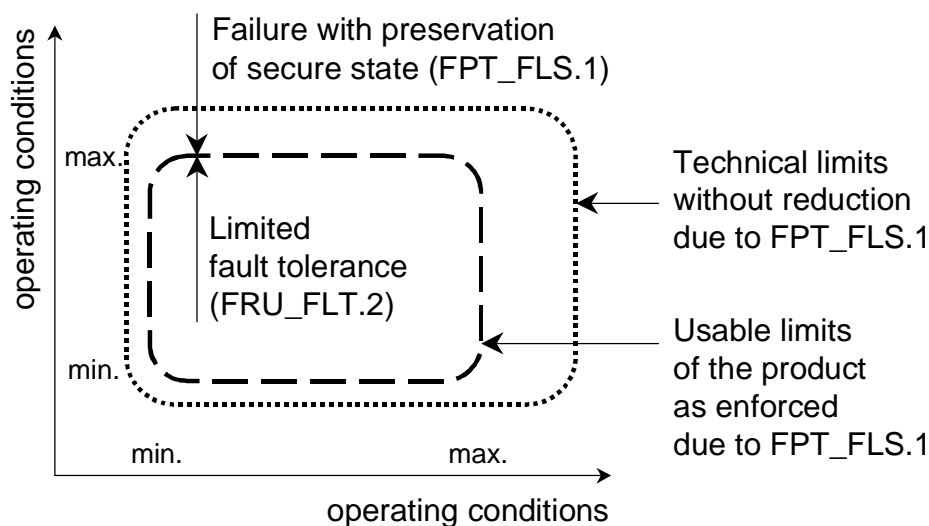 Failure with preservation
of secure state (FPT_FLS.1)
operating conditions
max.
Technical limits
without reduction
due to FPT_FLS.1
Limited
fault tolerance
(FRU_FLT.2)
Usable limits
of the product
as enforced
due to FPT_FLS.1
min.
min.
max.
operating conditions